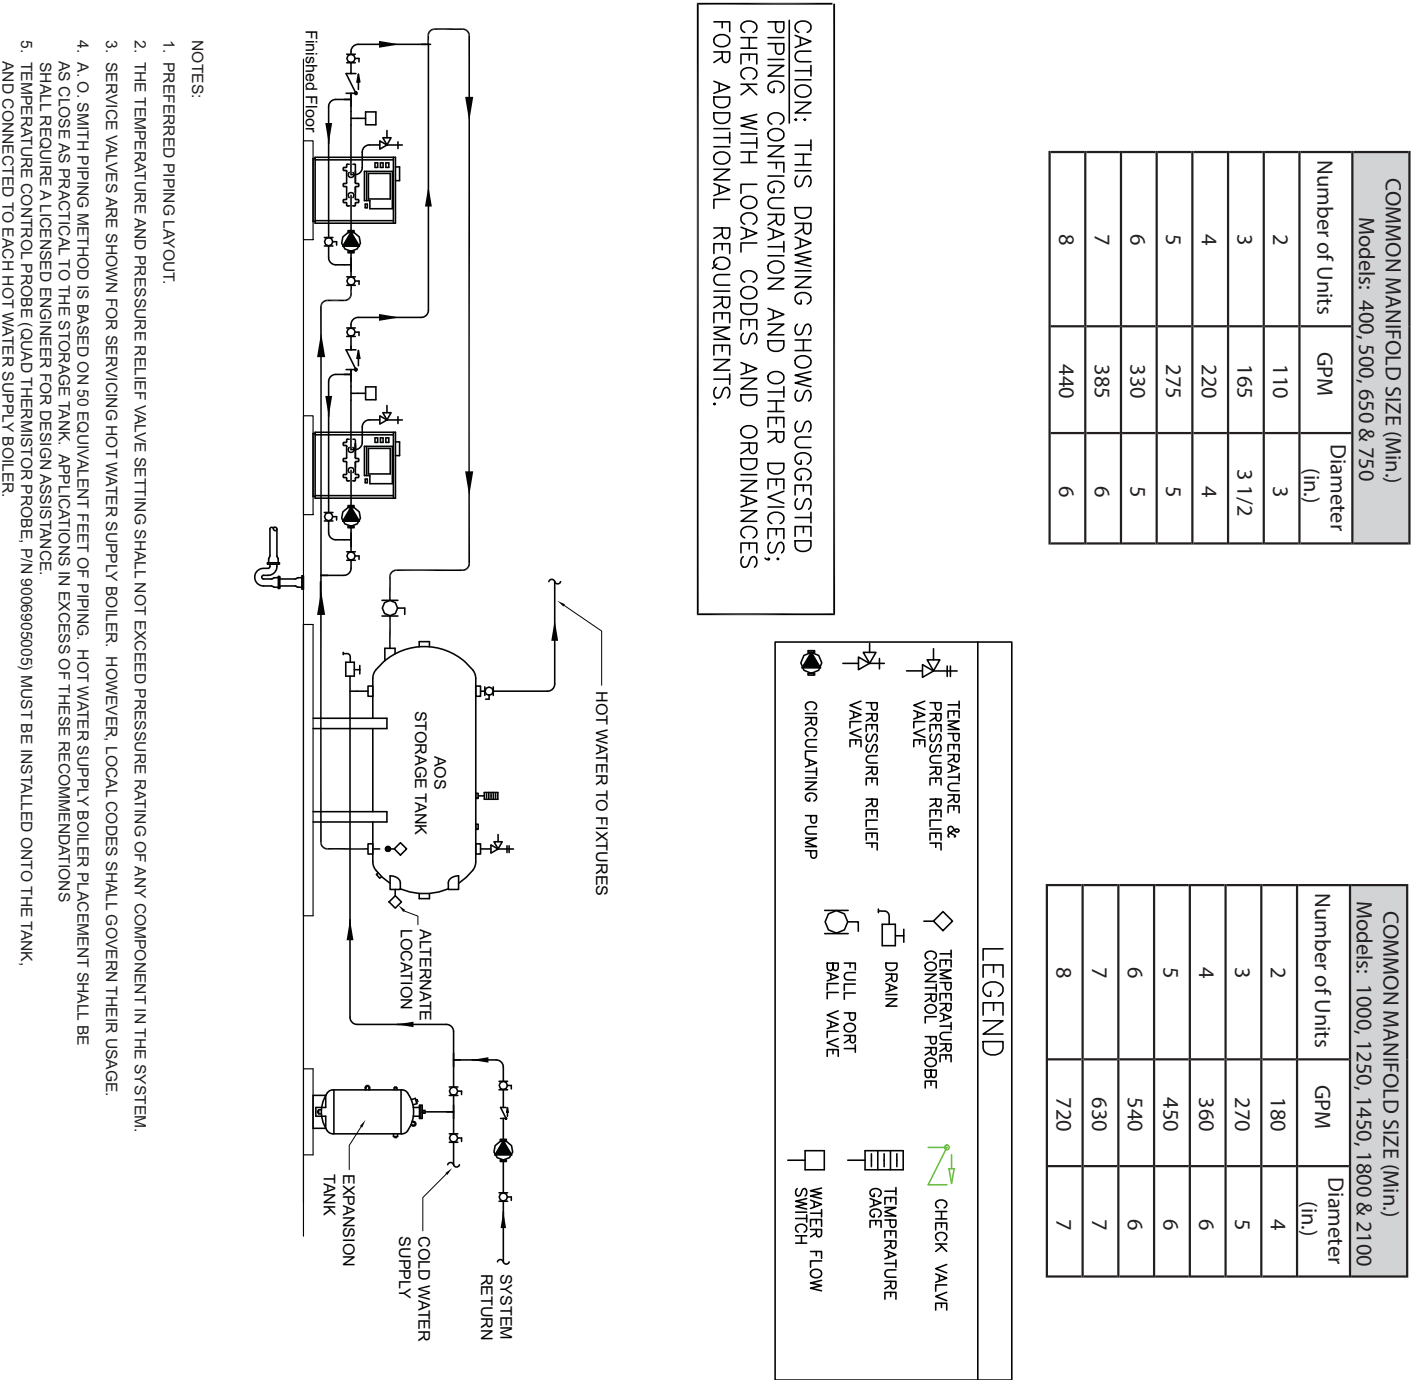 COMMON MANIFOLD SIZE (Min.)
Models: 400, 500, 650 & 750
Number of Units GPM Diameter (in.)
2 110 3
3 165 3 1/2
4 220 4
5 275 5
6 330 5
7 385 6
8 440 6
COMMON MANIFOLD SIZE (Min.)
Models: 1000, 1250, 1450, 1800 & 2100
Number of Units GPM Diameter (in.)
2 180 4
3 270 5
4 360 6
5 450 6
6 540 6
7 630 7
8 720 7
CAUTION: THIS DRAWING SHOWS SUGGESTED
PIPING CONFIGURATION AND OTHER DEVICES;
CHECK WITH LOCAL CODES AND ORDINANCES
FOR ADDITIONAL REQUIREMENTS.
LEGEND
TEMPERATURE &
PRESSURE RELIEF
VALVE
PRESSURE RELIEF
VALVE
CIRCULATING PUMP
TEMPERATURE
CONTROL PROBE
DRAIN
FULL PORT
BALL VALVE
CHECK VALVE
TEMPERATURE
GAGE
WATER FLOW
SWITCH
HOT WATER TO FIXTURES
AOS
STORAGE TANK
ALTERNATE
LOCATION
SYSTEM
RETURN
COLD WATER
SUPPLY
EXPANSION
TANK
Finished Floor
NOTES:
1. PREFERRED PIPING LAYOUT.
2. THE TEMPERATURE AND PRESSURE RELIEF VALVE SETTING SHALL NOT EXCEED PRESSURE RATING OF ANY COMPONENT IN THE SYSTEM.
3. SERVICE VALVES ARE SHOWN FOR SERVICING HOT WATER SUPPLY BOILER. HOWEVER, LOCAL CODES SHALL GOVERN THEIR USAGE.
4. A. O. SMITH PIPING METHOD IS BASED ON 50 EQUIVALENT FEET OF PIPING. HOT WATER SUPPLY BOILER PLACEMENT SHALL BE
AS CLOSE AS PRACTICAL TO THE STORAGE TANK. APPLICATIONS IN EXCESS OF THESE RECOMMENDATIONS
SHALL REQUIRE A LICENSED ENGINEER FOR DESIGN ASSISTANCE.
5. TEMPERATURE CONTROL PROBE (QUAD THERMISTOR PROBE, P/N 9006905005) MUST BE INSTALLED ONTO THE TANK,
AND CONNECTED TO EACH HOT WATER SUPPLY BOILER.